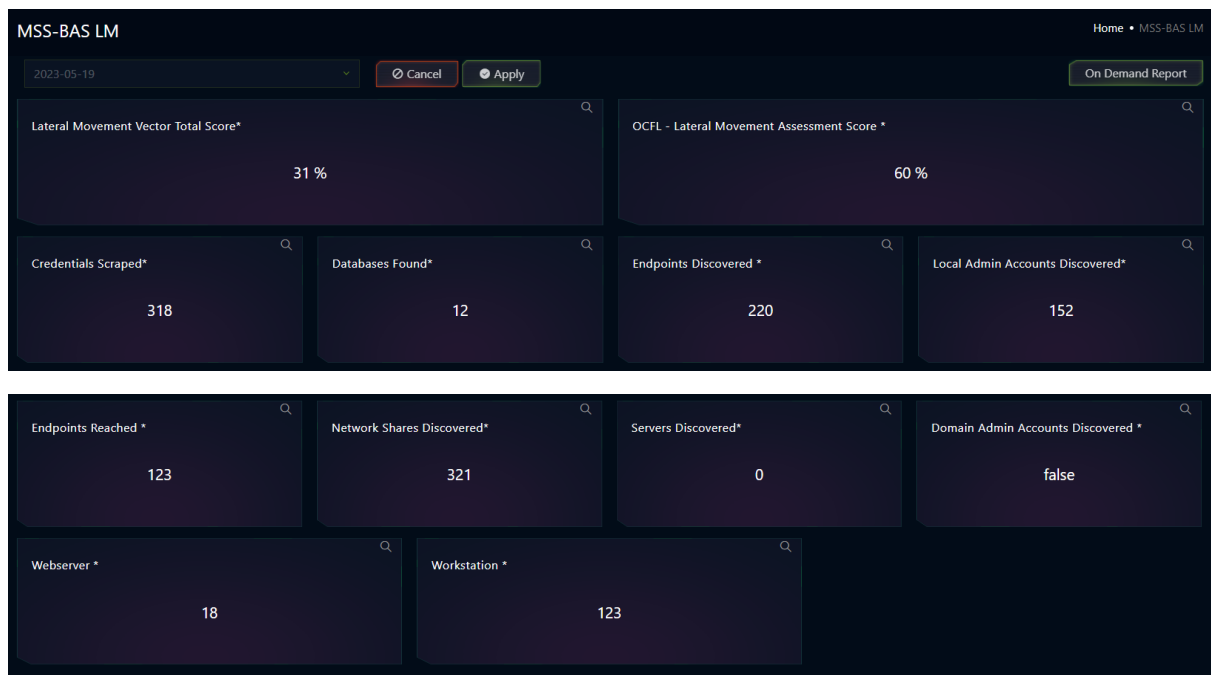 MSS-BAS LM
Home • MSS-BAS LM
2023-05-19
Cancel
Apply
On Demand Report
Lateral Movement Vector Total Score*
31 %
OCFL - Lateral Movement Assessment Score *
60 %
Credentials Scraped*
318
Databases Found*
12
Endpoints Discovered *
220
Local Admin Accounts Discovered*
152
Endpoints Reached *
123
Network Shares Discovered*
321
Servers Discovered*
0
Domain Admin Accounts Discovered *
false
Webserver *
18
Workstation *
123